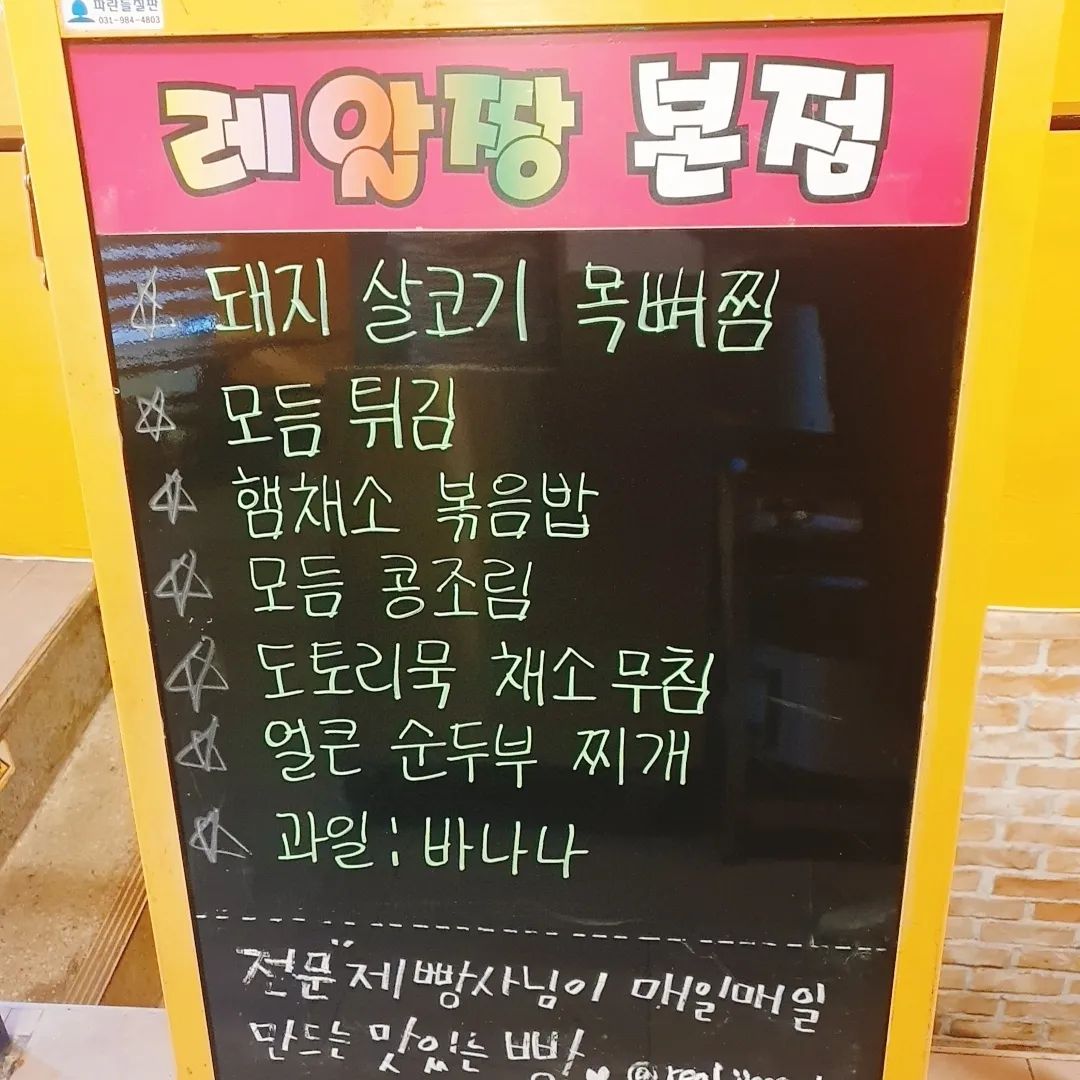 파란들칠판
031-984-4803
레알짱 본점
돼지 살코기 목뼈찜
모듬 튀김
햄채소 볶음밥
모듬 콩조림
도토리묵 채소무침
얼큰 순두부 찌개
과일 : 바나나
전문 제빵사님이 매일매일
만드는 맛있는 빵